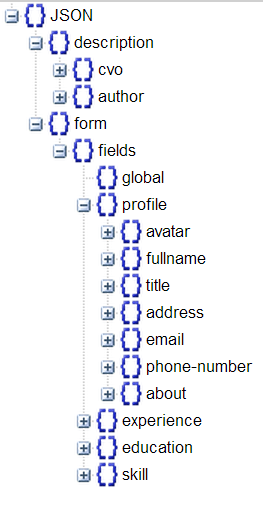 JSON
description
cvo
author
form
fields
global
profile
avatar
fullname
title
address
email
phone-number
about
experience
education
skill